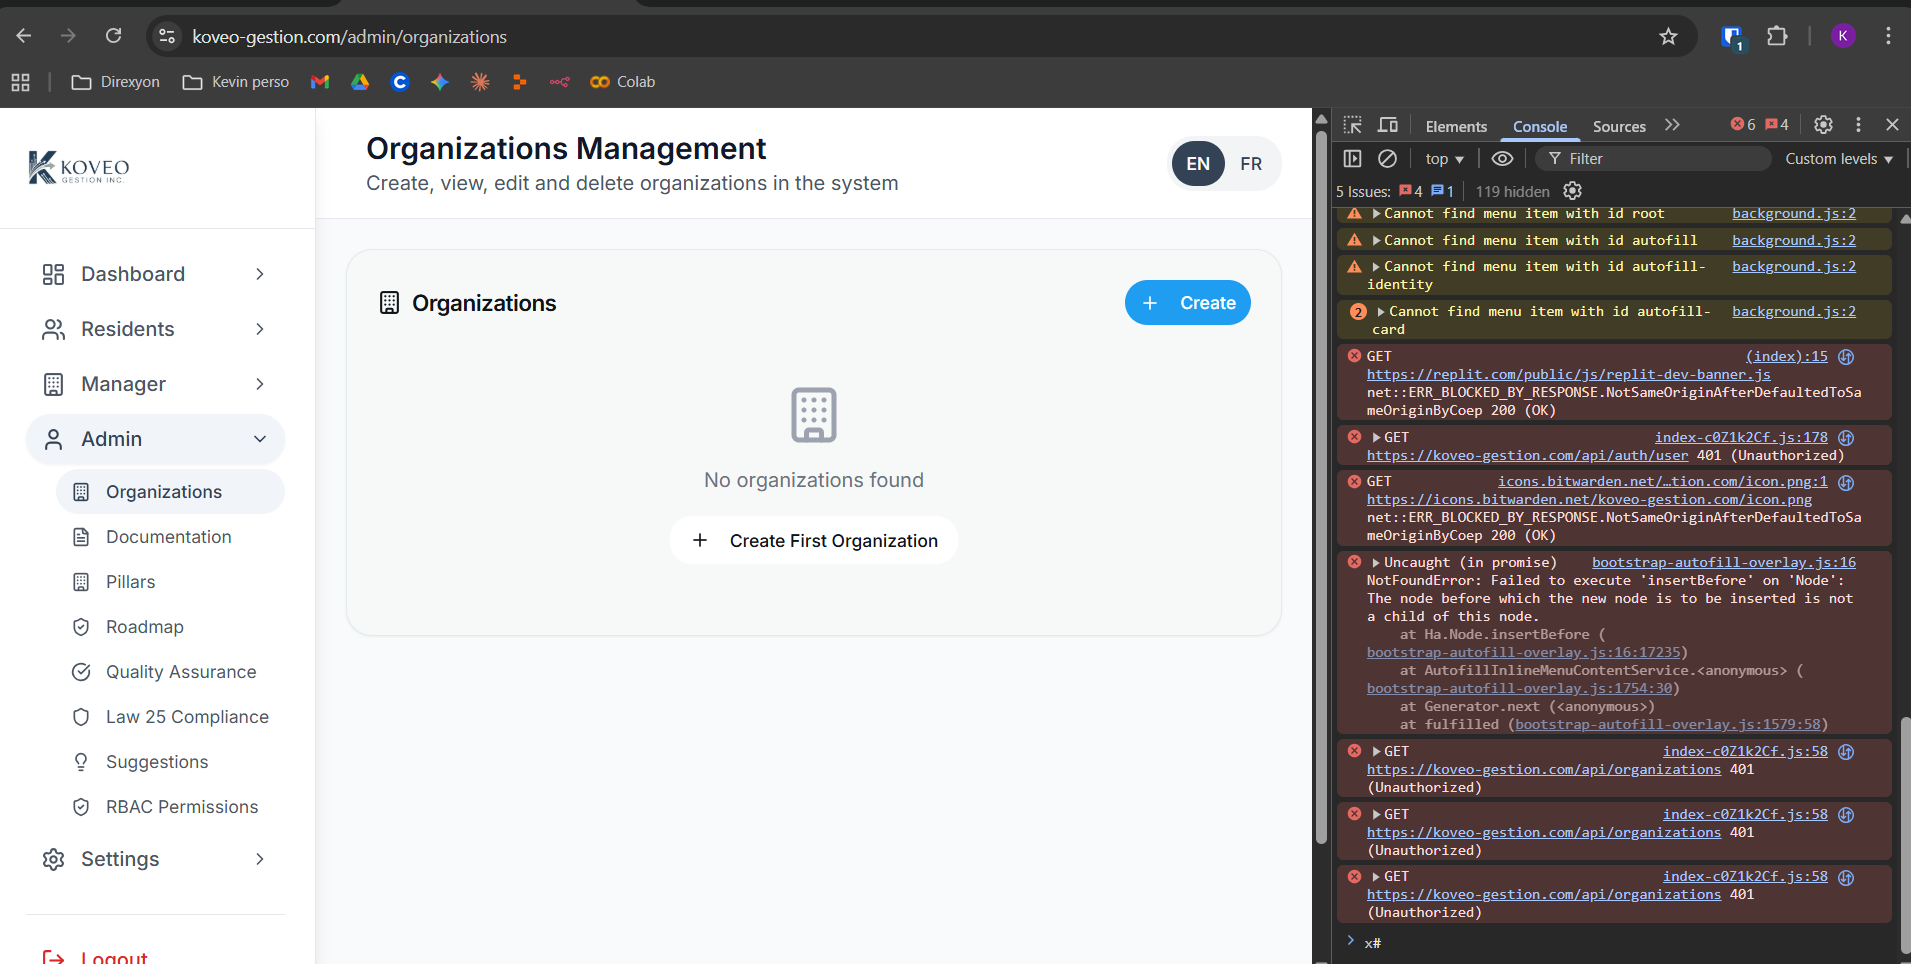 koveo-gestion.com/admin/organizations
1
K
Direxyon
Kevin perso
Colab
KOVEO
GESTION INC.
Dashboard
Residents
Manager
Admin
Organizations
Documentation
Pillars
Roadmap
Quality Assurance
Law 25 Compliance
Suggestions
RBAC Permissions
Settings
Logout
Organizations Management
Create, view, edit and delete organizations in the system
EN FR
Organizations
+ Create
No organizations found
+ Create First Organization
Elements Console Sources 6 4
top Filter Custom levels
5 Issues: 4 1 119 hidden
Cannot find menu item with id root background.js:2
Cannot find menu item with id autofill background.js:2
Cannot find menu item with id autofill- background.js:2
identity
2 Cannot find menu item with id autofill- background.js:2
card
GET (index):15
https://replit.com/public/js/replit-dev-banner.js
net::ERR_BLOCKED_BY_RESPONSE.NotSameOriginAfterDefaultedToSa
meOriginByCoep 200 (OK)
GET index-c0Z1k2Cf.js:178
https://koveo-gestion.com/api/auth/user 401 (Unauthorized)
GET icons.bitwarden.net/…tion.com/icon.png:1
https://icons.bitwarden.net/koveo-gestion.com/icon.png
net::ERR_BLOCKED_BY_RESPONSE.NotSameOriginAfterDefaultedToSa
meOriginByCoep 200 (OK)
Uncaught (in promise) bootstrap-autofill-overlay.js:16
NotFoundError: Failed to execute 'insertBefore' on 'Node':
The node before which the new node is to be inserted is not
a child of this node.
at Ha.Node.insertBefore (
bootstrap-autofill-overlay.js:16:17235)
at AutofillInlineMenuContentService.<anonymous> (
bootstrap-autofill-overlay.js:1754:30)
at Generator.next (<anonymous>)
at fulfilled (bootstrap-autofill-overlay.js:1579:58)
GET index-c0Z1k2Cf.js:58
https://koveo-gestion.com/api/organizations 401
(Unauthorized)
GET index-c0Z1k2Cf.js:58
https://koveo-gestion.com/api/organizations 401
(Unauthorized)
GET index-c0Z1k2Cf.js:58
https://koveo-gestion.com/api/organizations 401
(Unauthorized)
x#